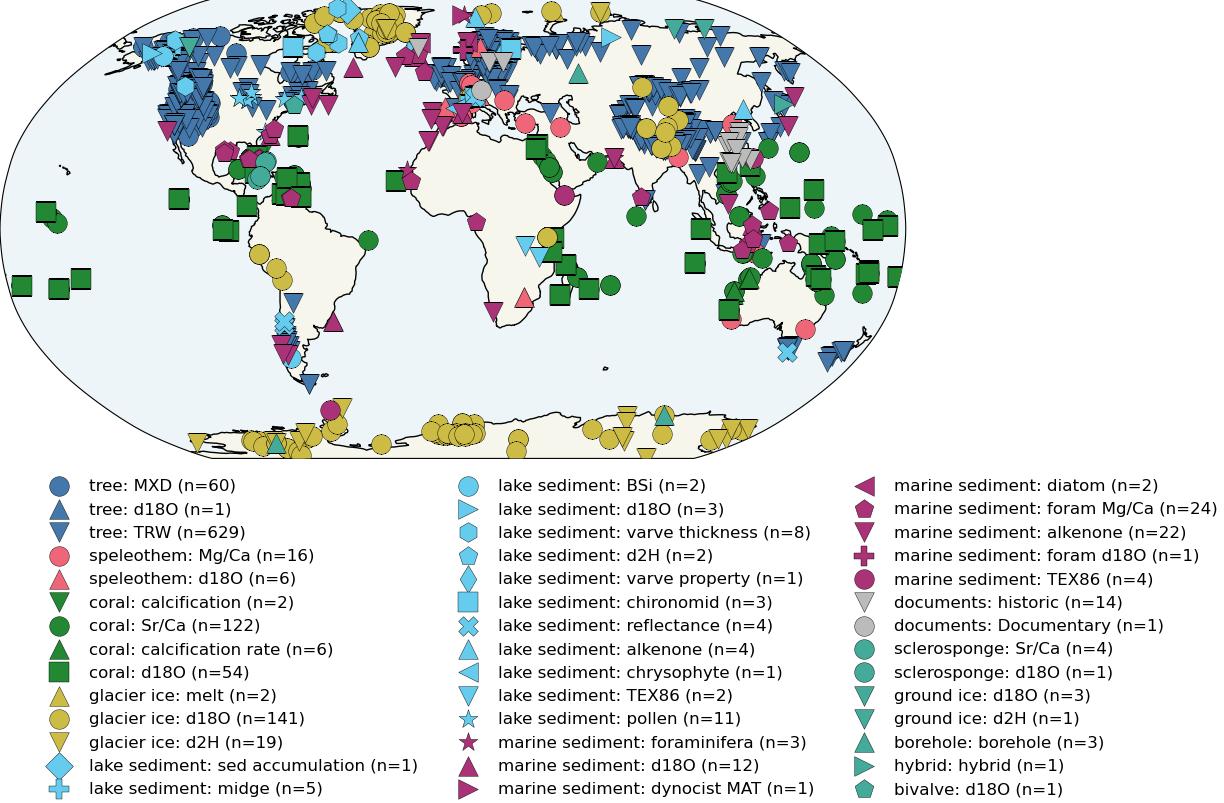 tree: MXD (n=60)
tree: d18O (n=1)
tree: TRW (n=629)
speleothem: Mg/Ca (n=16)
speleothem: d18O (n=6)
coral: calcification (n=2)
coral: Sr/Ca (n=122)
coral: calcification rate (n=6)
coral: d18O (n=54)
glacier ice: melt (n=2)
glacier ice: d18O (n=141)
glacier ice: d2H (n=19)
lake sediment: sed accumulation (n=1)
lake sediment: midge (n=5)
lake sediment: BSi (n=2)
lake sediment: d18O (n=3)
lake sediment: varve thickness (n=8)
lake sediment: d2H (n=2)
lake sediment: varve property (n=1)
lake sediment: chironomid (n=3)
lake sediment: reflectance (n=4)
lake sediment: alkenone (n=4)
lake sediment: chrysophyte (n=1)
lake sediment: TEX86 (n=2)
lake sediment: pollen (n=11)
marine sediment: foraminifera (n=3)
marine sediment: d18O (n=12)
marine sediment: dynocist MAT (n=1)
marine sediment: diatom (n=2)
marine sediment: foram Mg/Ca (n=24)
marine sediment: alkenone (n=22)
marine sediment: foram d18O (n=1)
marine sediment: TEX86 (n=4)
documents: historic (n=14)
documents: Documentary (n=1)
sclerosponge: Sr/Ca (n=4)
sclerosponge: d18O (n=1)
ground ice: d18O (n=3)
ground ice: d2H (n=1)
borehole: borehole (n=3)
hybrid: hybrid (n=1)
bivalve: d18O (n=1)